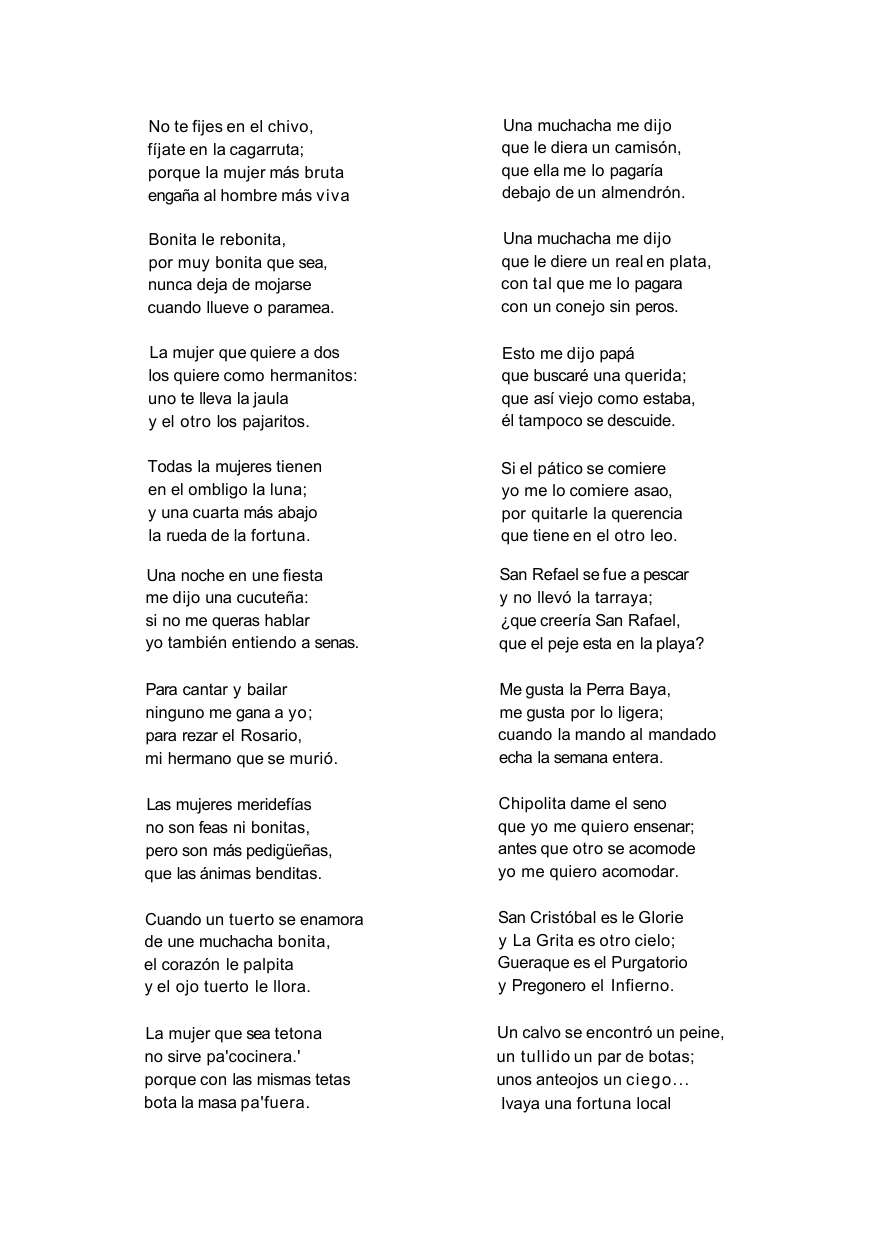 No te fijes en el chivo,
fíjate en la cagarruta;
porque la mujer más bruta
engaña al hombre más viva
Bonita le rebonita,
por muy bonita que sea,
nunca deja de mojarse
cuando llueve o paramea.
La mujer que quiere a dos
los quiere como hermanitos:
uno te lleva la jaula
y el otro los pajaritos.
Todas la mujeres tienen
en el ombligo la luna;
y una cuarta más abajo
la rueda de la fortuna.
Una noche en une fiesta
me dijo una cucuteña:
si no me queras hablar
yo también entiendo a senas.
Para cantar y bailar
ninguno me gana a yo;
para rezar el Rosario,
mi hermano que se murió.
Las mujeres meridefías
no son feas ni bonitas,
pero son más pedigüeñas,
que las ánimas benditas.
Cuando un tuerto se enamora
de une muchacha bonita,
el corazón le palpita
y el ojo tuerto le llora.
La mujer que sea tetona
no sirve pa'cocinera.'
porque con las mismas tetas
bota la masa pa'fuera.
Una muchacha me dijo
que le diera un camisón,
que ella me lo pagaría
debajo de un almendrón.
Una muchacha me dijo
que le diere un real en plata,
con tal que me lo pagara
con un conejo sin peros.
Esto me dijo papá
que buscaré una querida;
que así viejo como estaba,
él tampoco se descuide.
Si el pático se comiere
yo me lo comiere asao,
por quitarle la querencia
que tiene en el otro leo.
San Refael se fue a pescar
y no llevó la tarraya;
¿que creería San Rafael,
que el peje esta en la playa?
Me gusta la Perra Baya,
me gusta por lo ligera;
cuando la mando al mandado
echa la semana entera.
Chipolita dame el seno
que yo me quiero ensenar;
antes que otro se acomode
yo me quiero acomodar.
San Cristóbal es le Glorie
y La Grita es otro cielo;
Gueraque es el Purgatorio
y Pregonero el Infierno.
Un calvo se encontró un peine,
un tullido un par de botas;
unos anteojos un ciego...
Ivaya una fortuna local